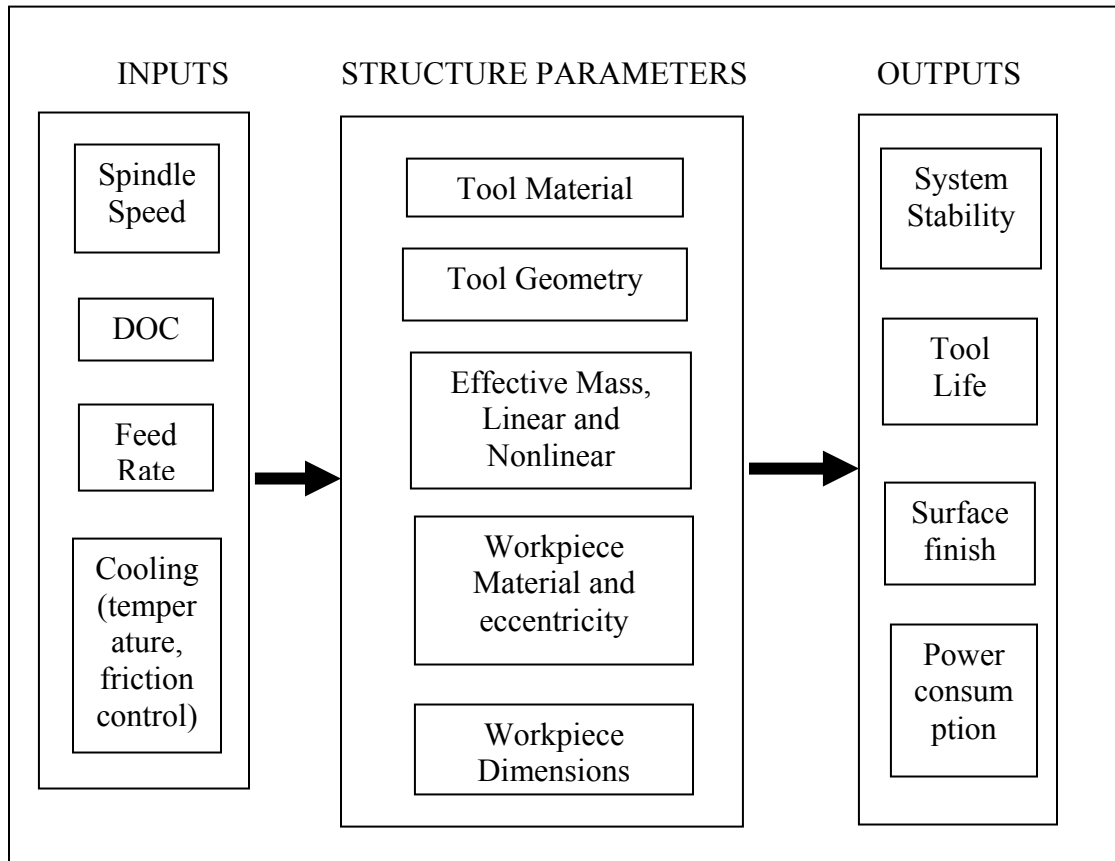 INPUTS
Spindle
Speed
DOC
Feed
Rate
Cooling
(temper
ature,
friction
control)
STRUCTURE PARAMETERS
Tool Material
Tool Geometry
Effective Mass,
Linear and
Nonlinear
Workpiece
Material and
eccentricity
Workpiece
Dimensions
OUTPUTS
System
Stability
Tool
Life
Surface
finish
Power
consum
ption